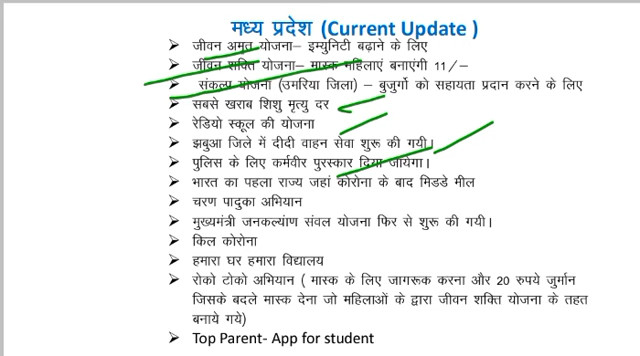 मध्य प्रदेश (Current Update )
➤ जीवन अमृत योजना– इम्युनिटी बढ़ाने के लिए
➤ जीवन शक्ति योजना– मास्क महिलाएं बनाएंगी 11/–
➤ संकल्प योजना (उमरिया जिला) – बुजुर्गो को सहायता प्रदान करने के लिए
➤ सबसे खराब शिशु मृत्यु दर
➤ रेडियो स्कूल की योजना
➤ झबुआ जिले में दीदी वाहन सेवा शुरू की गयी।
➤ पुलिस के लिए कर्मवीर पुरस्कार दिया जायेगा।
➤ भारत का पहला राज्य जहां कोरोना के बाद मिडडे मील
➤ चरण पादुका अभियान
➤ मुख्यमंत्री जनकल्यांण संवल योजना फिर से शुरू की गयी।
➤ किल कोरोना
➤ हमारा घर हमारा विद्यालय
➤ रोको टोको अभियान ( मास्क के लिए जागरूक करना और 20 रुपये जुर्मान
जिसके बदले मास्क देना जो महिलाओं के द्वारा जीवन शक्ति योजना के तहत
बनाये गये)
➤ Top Parent- App for student